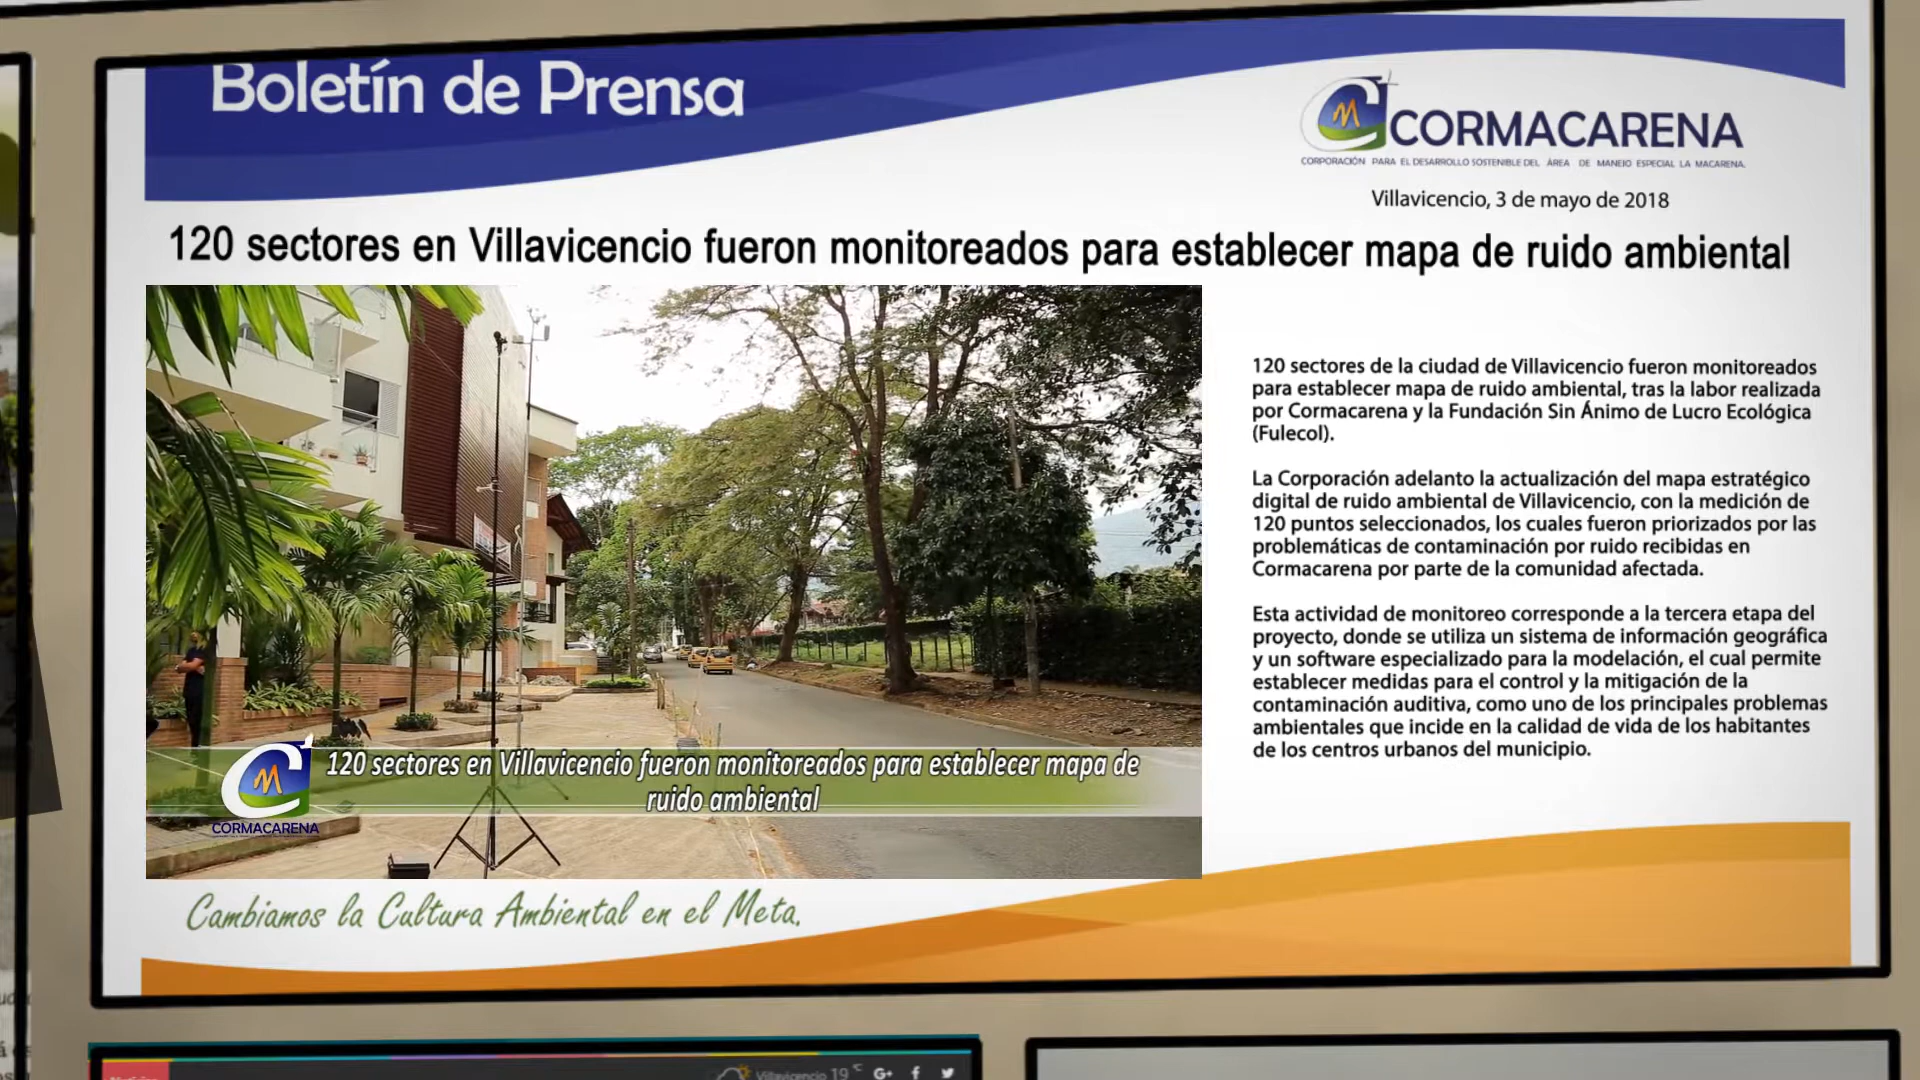 Boletín de Prensa
CORMACARENA
CORPORACIÓN PARA EL DESARROLLO SOSTENIBLE DEL ÁREA DE MANEJO ESPECIAL LA MACARENA.
Villavicencio, 3 de mayo de 2018
120 sectores en Villavicencio fueron monitoreados para establecer mapa de ruido ambiental
120 sectores de la ciudad de Villavicencio fueron monitoreados
para establecer mapa de ruido ambiental, tras la labor realizada
por Cormacarena y la Fundación Sin Ánimo de Lucro Ecológica
(Fulecol).
La Corporación adelanto la actualización del mapa estratégico
digital de ruido ambiental de Villavicencio, con la medición de
120 puntos seleccionados, los cuales fueron priorizados por las
problemáticas de contaminación por ruido recibidas en
Cormacarena por parte de la comunidad afectada.
Esta actividad de monitoreo corresponde a la tercera etapa del
proyecto, donde se utiliza un sistema de información geográfica
y un software especializado para la modelación, el cual permite
establecer medidas para el control y la mitigación de la
contaminación auditiva, como uno de los principales problemas
ambientales que incide en la calidad de vida de los habitantes
de los centros urbanos del municipio.
120 sectores en Villavicencio fueron monitoreados para establecer mapa de
ruido ambiental
CORMACARENA
Cambiamos la Cultura Ambiental en el Meta.
Villavicencio 19 °C G+ f